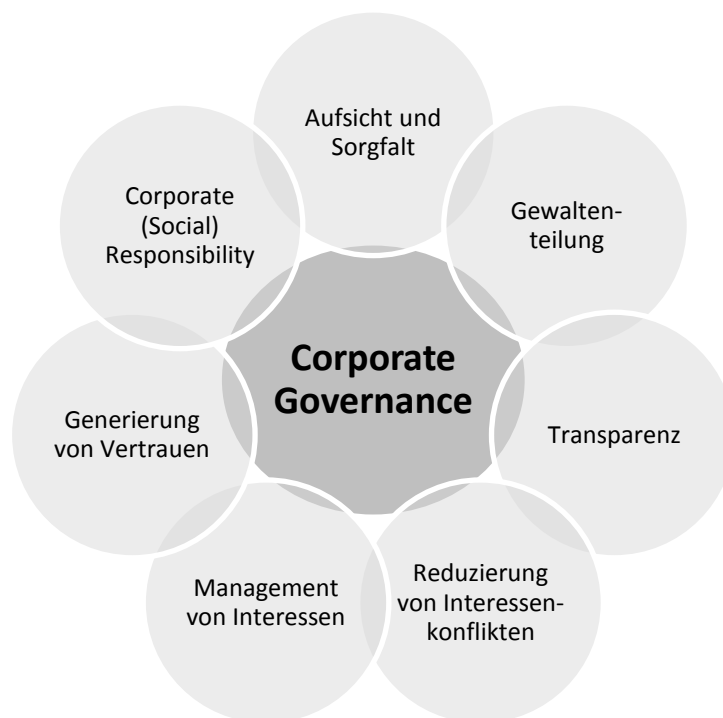 Aufsicht und
Sorgfalt
Gewalten-
teilung
Transparenz
Reduzierung
von Interessen-
konflikten
Management
von Interessen
Generierung
von Vertrauen
Corporate
(Social)
Responsibility
Corporate
Governance